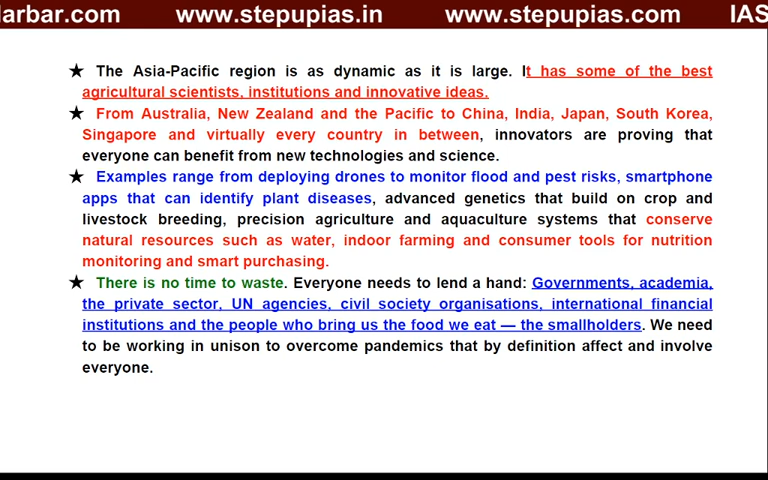 larbar.com www.stepupias.in www.stepupias.com IAS
★ The Asia-Pacific region is as dynamic as it is large. It has some of the best
agricultural scientists, institutions and innovative ideas.
★ From Australia, New Zealand and the Pacific to China, India, Japan, South Korea,
Singapore and virtually every country in between, innovators are proving that
everyone can benefit from new technologies and science.
★ Examples range from deploying drones to monitor flood and pest risks, smartphone
apps that can identify plant diseases, advanced genetics that build on crop and
livestock breeding, precision agriculture and aquaculture systems that conserve
natural resources such as water, indoor farming and consumer tools for nutrition
monitoring and smart purchasing.
★ There is no time to waste. Everyone needs to lend a hand: Governments, academia,
the private sector, UN agencies, civil society organisations, international financial
institutions and the people who bring us the food we eat — the smallholders. We need
to be working in unison to overcome pandemics that by definition affect and involve
everyone.